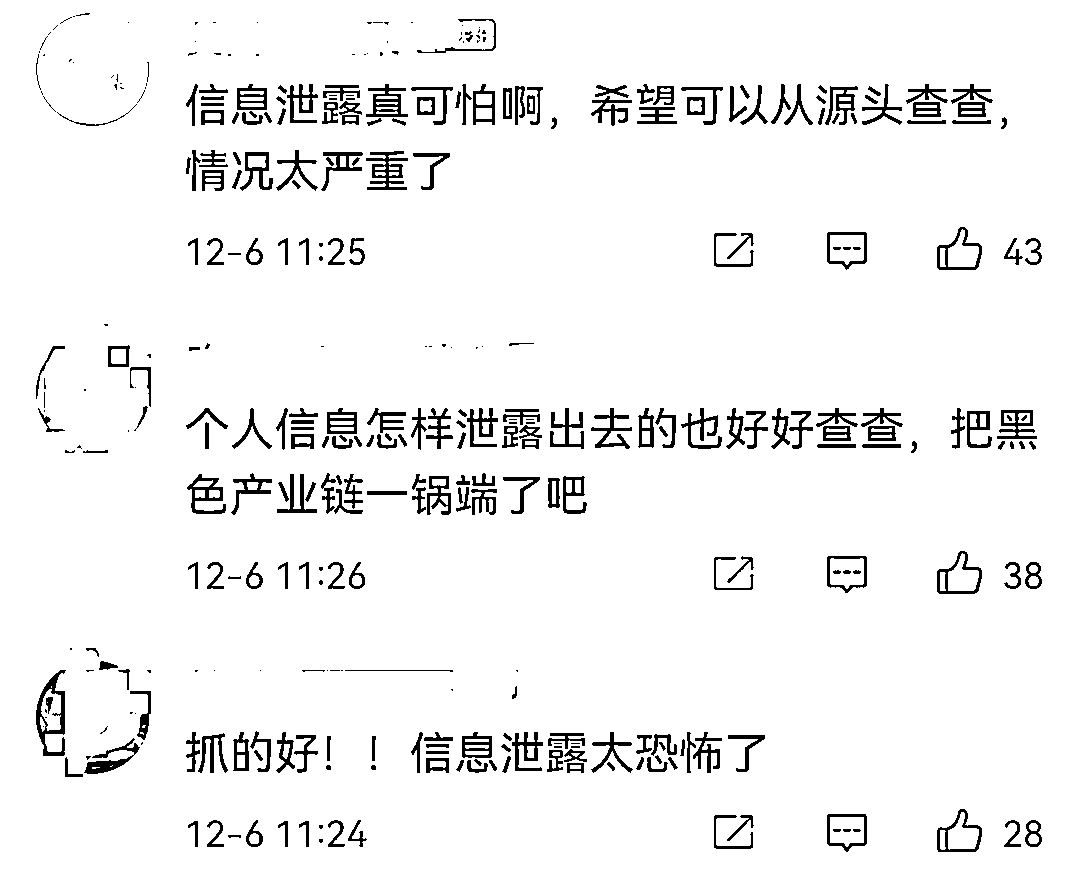 信息泄露真可怕啊，希望可以从源头查查，
情况太严重了
12-6 11:25
43
个人信息怎样泄露出去的也好好查查，把黑
色产业链一锅端了吧
12-6 11:26
38
抓的好！！信息泄露太恐怖了
12-6 11:24
28